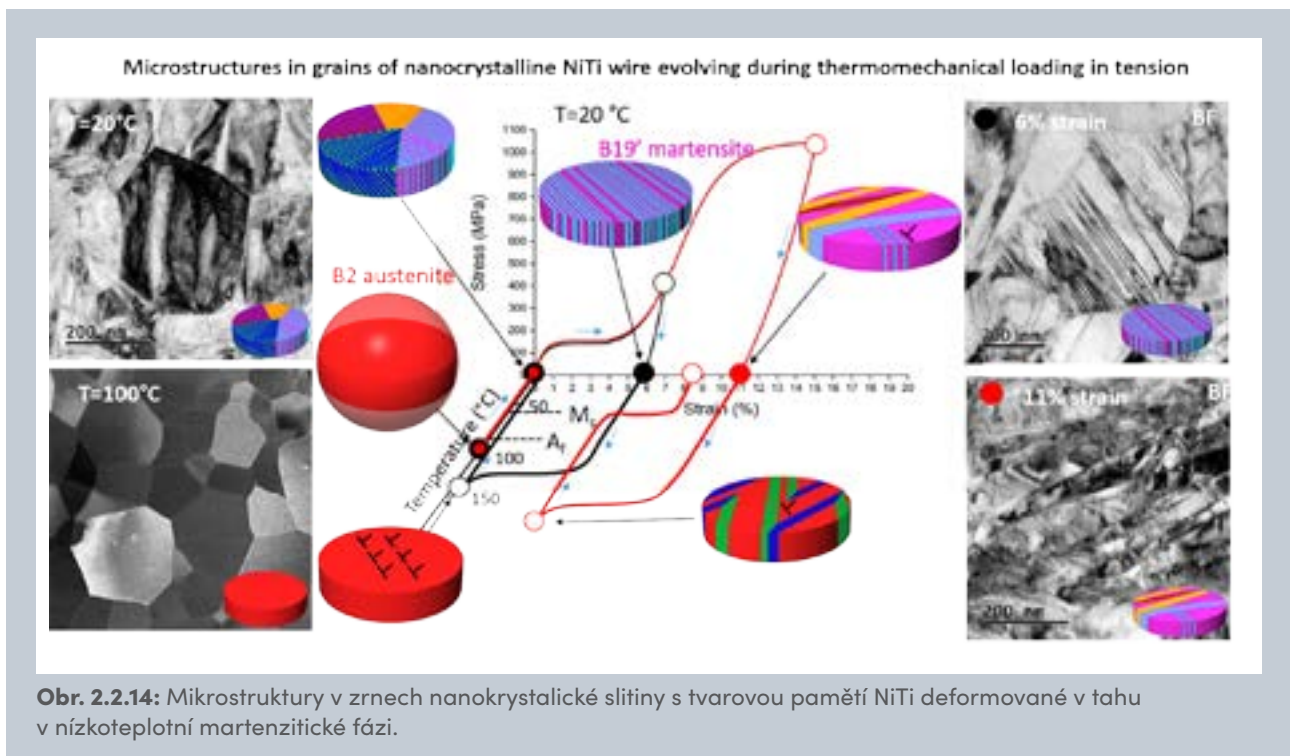 Microstructures in grains of nanocrystalline NiTi wire evolving during thermomechanical loading in tension
T=20°C
200 nm
T=100°C
T=20 °C
1100
1000
900
800
700
600
500
400
300
200
100
Stress (MPa)
B19' martensite
B2 austenite
1 2 3 4 5 6 7 8 9 10 11 12 13 14 15 16 17 18 19 20
Strain (%)
50
100
150
Temperature (°C)
A
6% strain
BF
200 nm
11% strain
200 nm
Obr. 2.2.14: Mikrostruktury v zrnech nanokrystalické slitiny s tvarovou pamětí NiTi deformované v tahu
v nízkoteplotní martenzitické fázi.